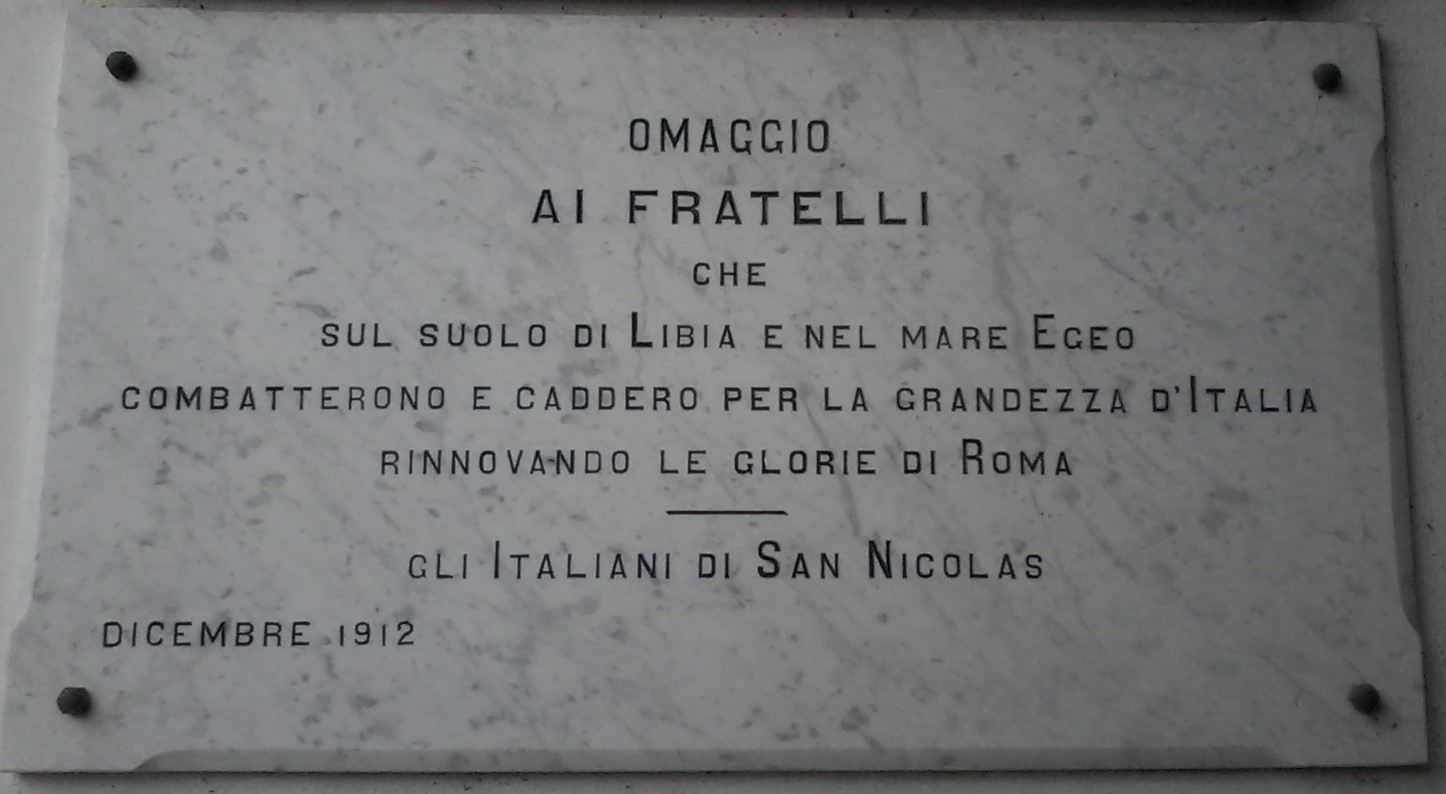 OMAGGIO
AI FRATELLI
CHE
SUL SUOLO DI LIBIA E NEL MARE EGEO
COMBATTERONO E CADDERO PER LA GRANDEZZA D'ITALIA
RINNOVANDO LE GLORIE DI ROMA
GLI ITALIANI DI SAN NICOLAS
DICEMBRE 1912